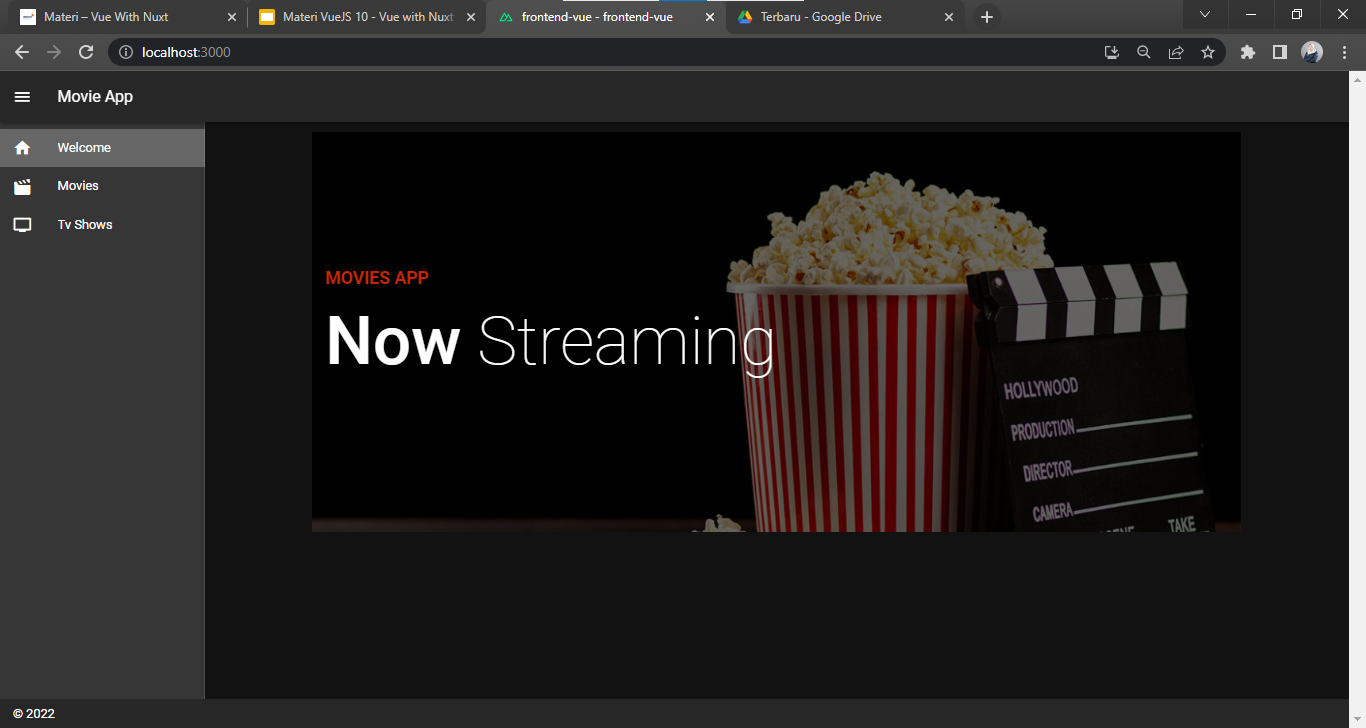 Materi – Vue With Nuxt
Materi VueJS 10 - Vue with Nuxt
frontend-vue - frontend-vue
Terbaru - Google Drive
localhost:3000
Movie App
Welcome
Movies
Tv Shows
MOVIES APP
Now Streaming
HOLLYWOOD
PRODUCTION
DIRECTOR
CAMERA
TAKE
© 2022